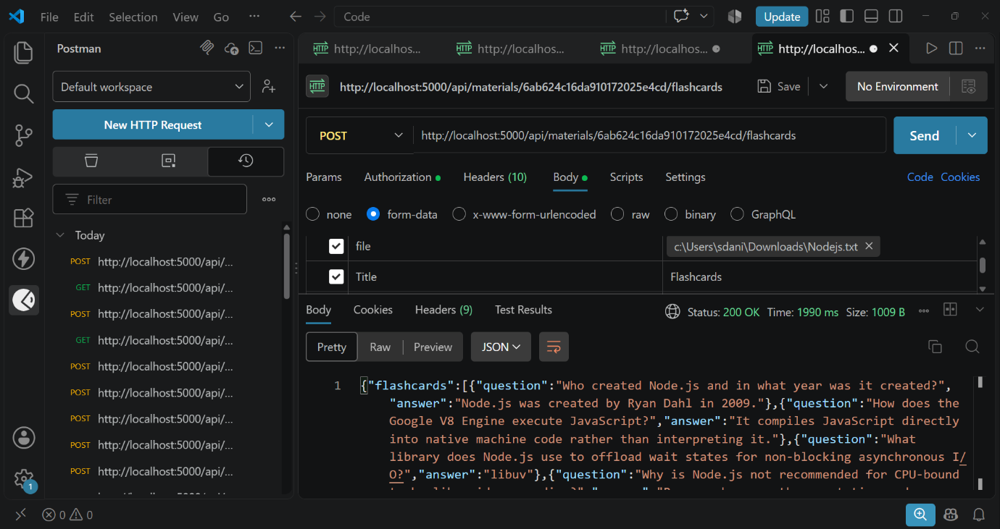 File Edit Selection View Go ... Code Update
Postman
http://localhos... http://localhos... http://localhos... http://localhos...
Default workspace
http://localhost:5000/api/materials/6ab624c16da910172025e4cd/flashcards Save No Environment
New HTTP Request
POST http://localhost:5000/api/materials/6ab624c16da910172025e4cd/flashcards Send
Params Authorization Headers (10) Body Scripts Settings Code Cookies
Filter
none form-data x-www-form-urlencoded raw binary GraphQL
Today
file c:\Users\sdani\Downloads\Nodejs.txt
Title Flashcards
POST http://localhost:5000/api/...
GET http://localhost:5000/api/...
POST http://localhost:5000/api/...
GET http://localhost:5000/api/...
POST http://localhost:5000/api/...
POST http://localhost:5000/api/...
POST http://localhost:5000/api/...
POST http://localhost:5000/api/...
POST http://localhost:5000/api/...
Body Cookies Headers (9) Test Results Status: 200 OK Time: 1990 ms Size: 1009 B
Pretty Raw Preview JSON
1 {"flashcards":[{"question":"Who created Node.js and in what year was it created?",
"answer":"Node.js was created by Ryan Dahl in 2009."},{"question":"How does the
Google V8 Engine execute JavaScript?","answer":"It compiles JavaScript directly
into native machine code rather than interpreting it."},{"question":"What
library does Node.js use to offload wait states for non-blocking asynchronous I/
O?","answer":"libuv"},{"question":"Why is Node.js not recommended for CPU-bound
1
0 0